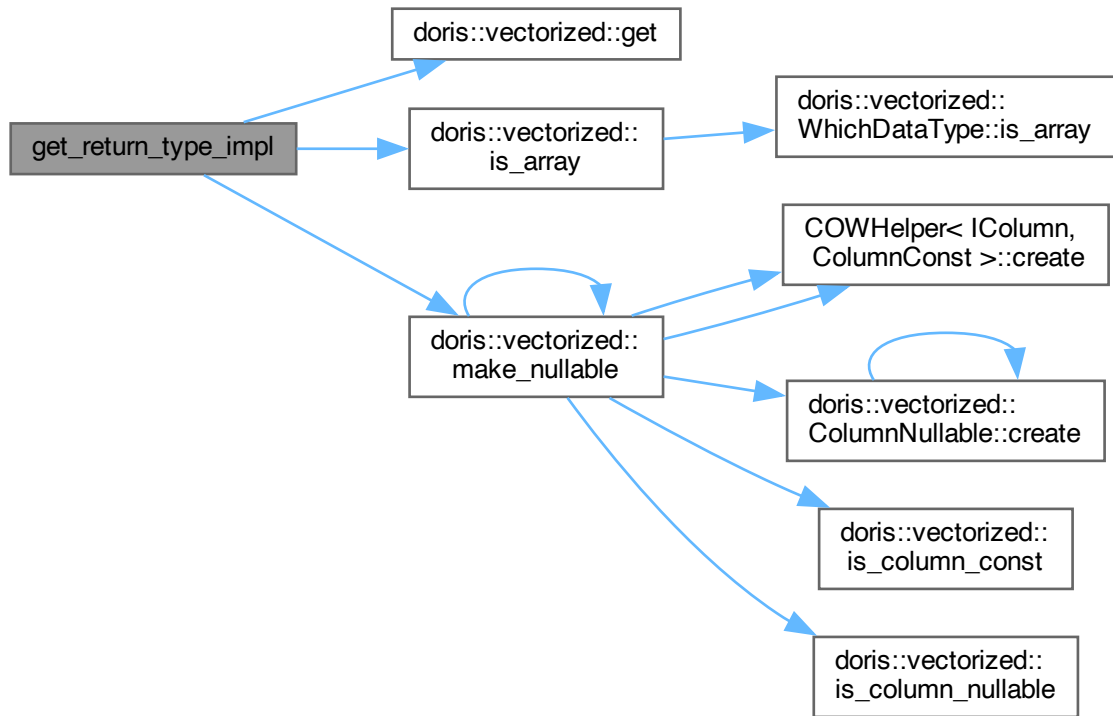 doris::vectorized::get
get_return_type_impl
doris::vectorized::
is_array
doris::vectorized::
WhichDataType::is_array
doris::vectorized::
make_nullable
COWHelper< IColumn,
ColumnConst >::create
doris::vectorized::
ColumnNullable::create
doris::vectorized::
is_column_const
doris::vectorized::
is_column_nullable